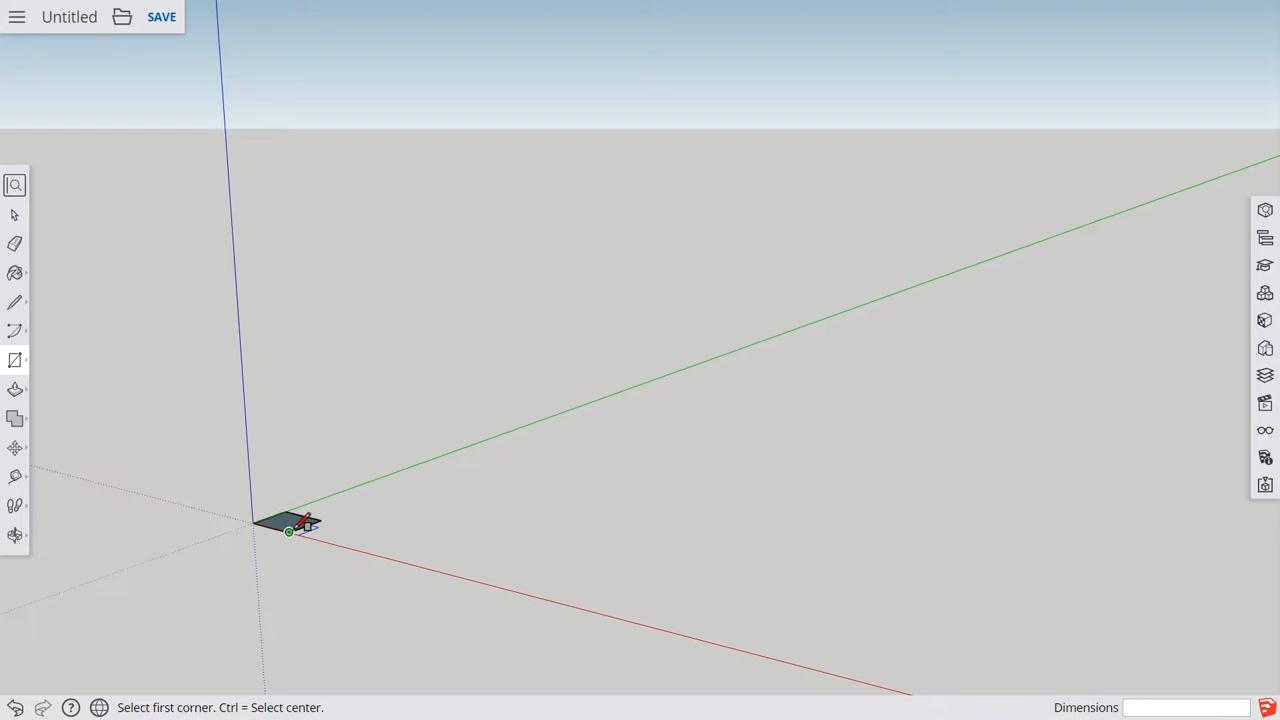 Untitled
SAVE
Select first corner. Ctrl = Select center.
Dimensions